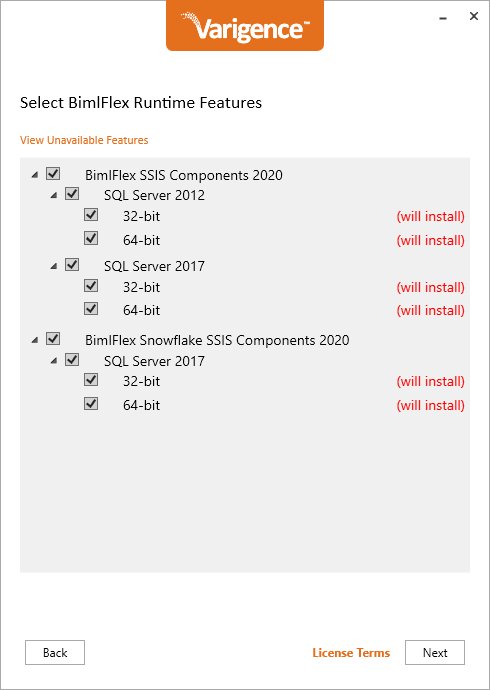 Varigence™
Select BimlFlex Runtime Features
View Unavailable Features
BimlFlex SSIS Components 2020
SQL Server 2012
32-bit (will install)
64-bit (will install)
SQL Server 2017
32-bit (will install)
64-bit (will install)
BimlFlex Snowflake SSIS Components 2020
SQL Server 2017
32-bit (will install)
64-bit (will install)
Back License Terms Next